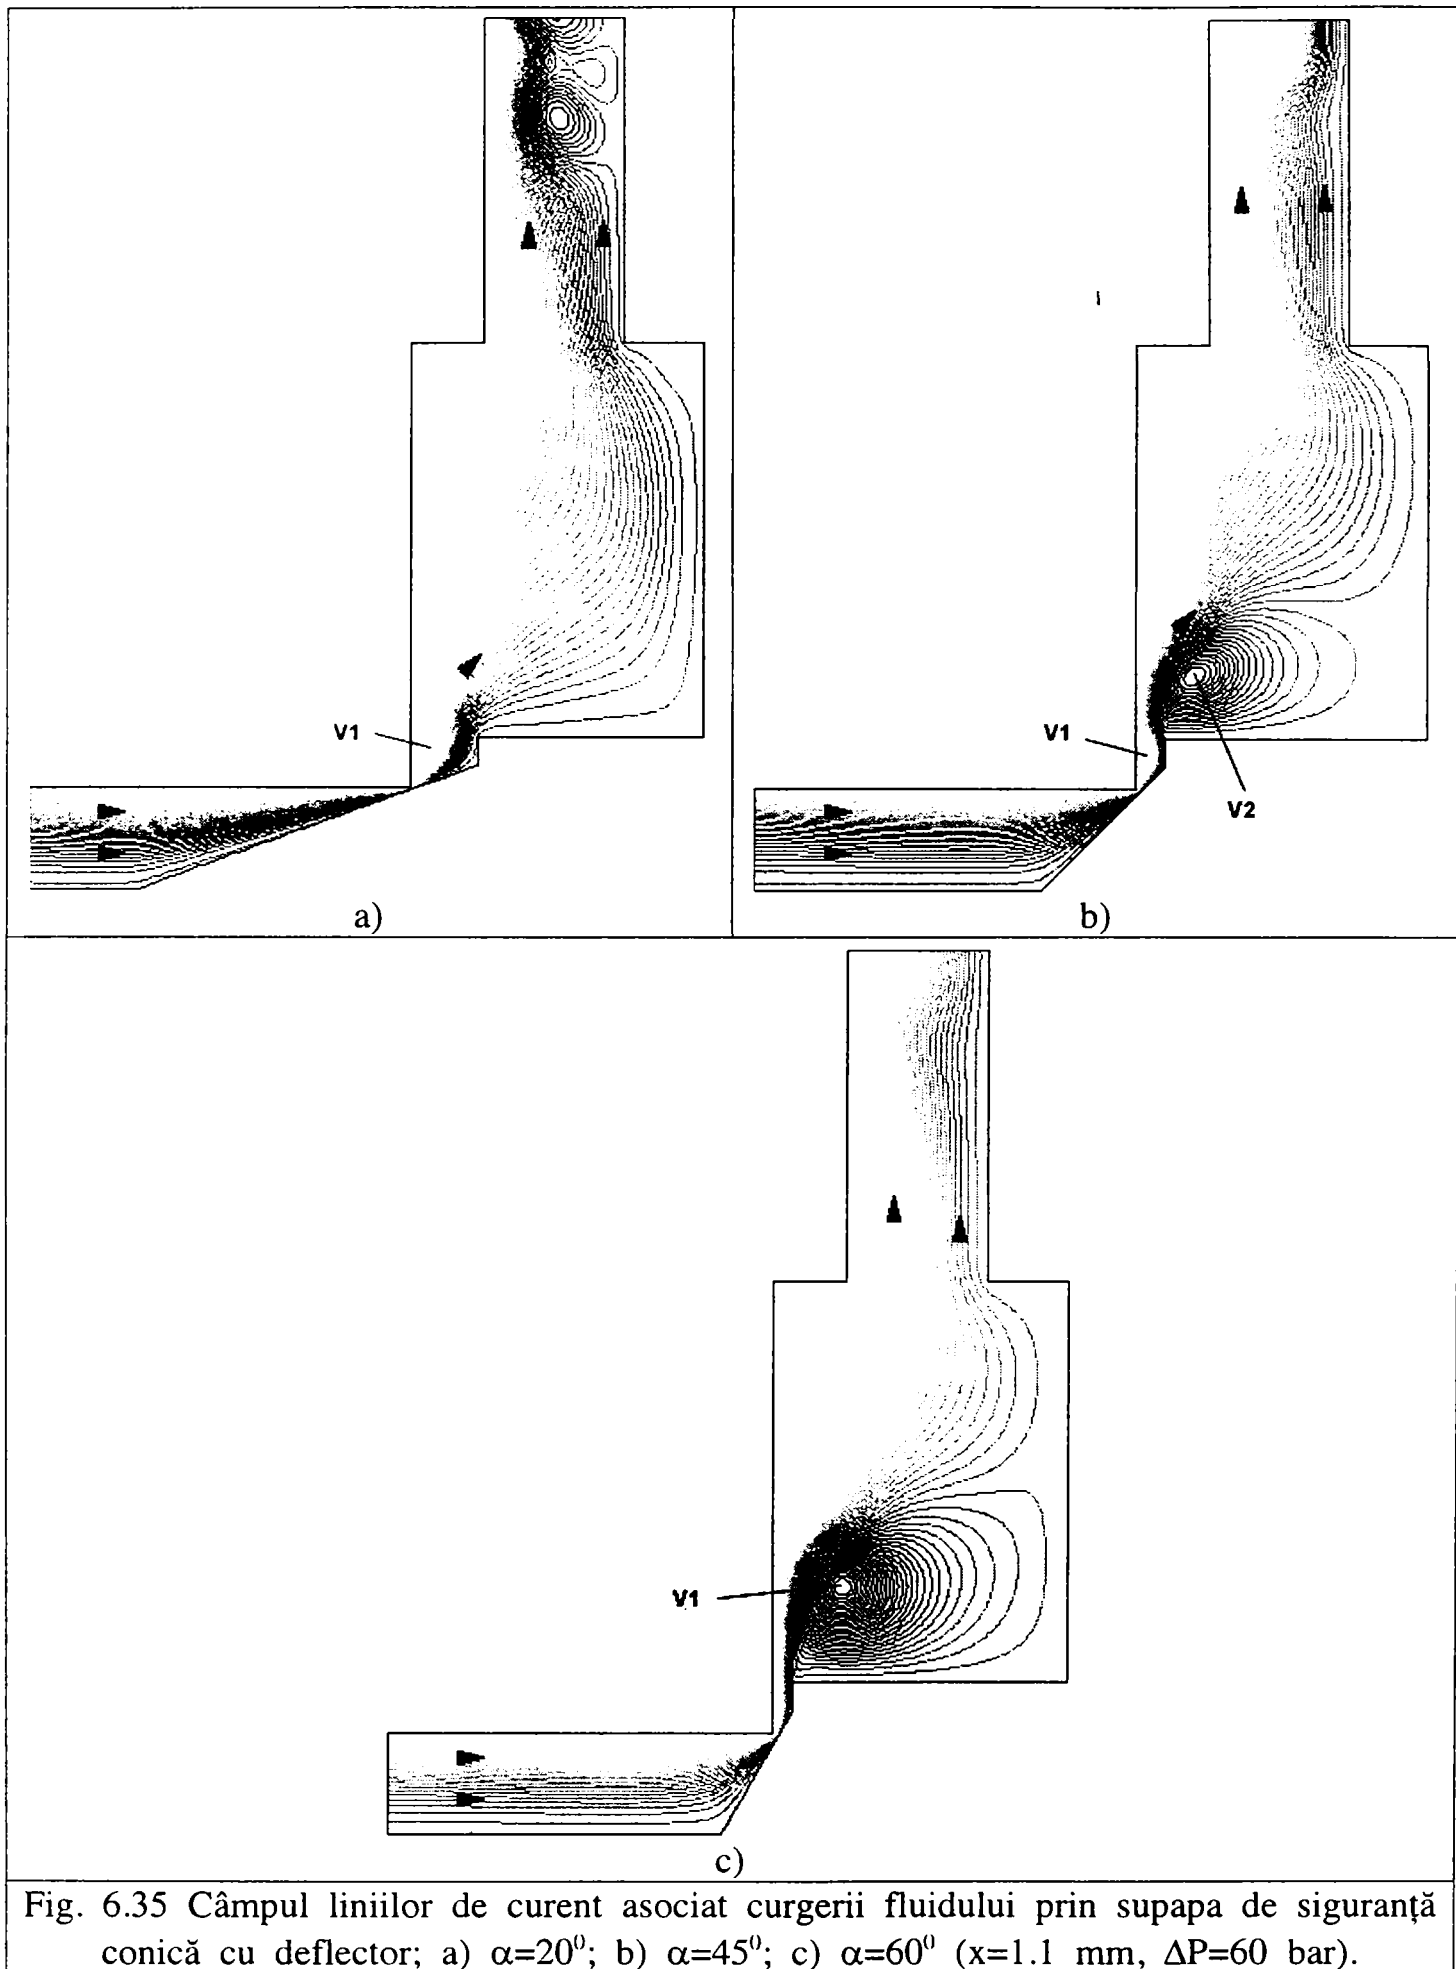 V1
a)
V1
V2
b)
V1
c)
Fig. 6.35 Câmpul liniilor de curent asociat curgerii fluidului prin supapa de siguranță
conică cu deflector; a) α=20⁰; b) α=45⁰; c) α=60⁰ (x=1.1 mm, ΔP=60 bar).